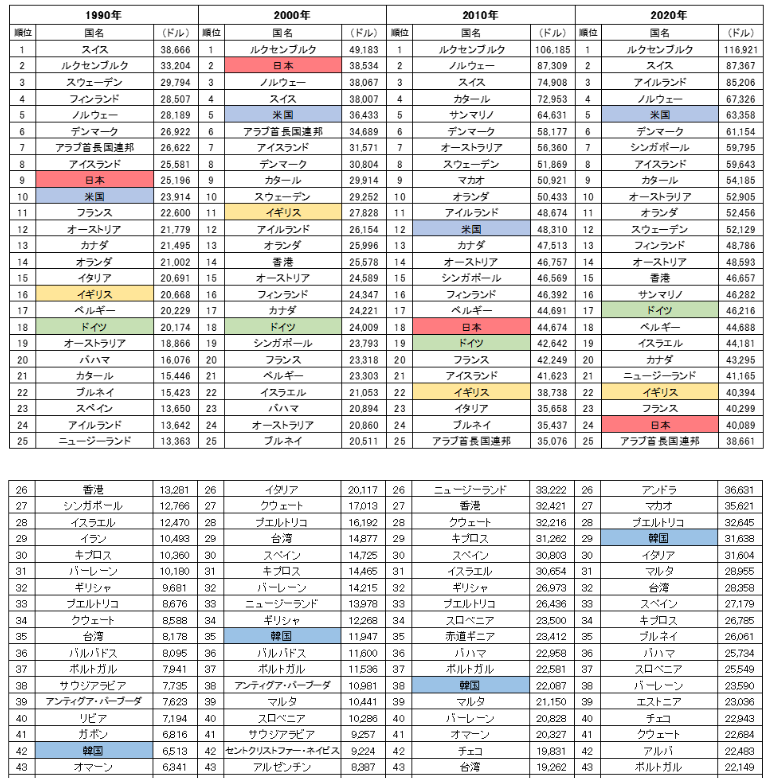 1990年 2000年 2010年 2020年
順位 国名 （ドル） 順位 国名 （ドル） 順位 国名 （ドル） 順位 国名 （ドル）
1 スイス 38,666 1 ルクセンブルク 49,183 1 ルクセンブルク 106,185 1 ルクセンブルク 116,921
2 ルクセンブルク 33,204 2 日本 38,534 2 ノルウェー 87,309 2 スイス 87,367
3 スウェーデン 29,794 3 ノルウェー 38,067 3 スイス 74,908 3 アイルランド 85,206
4 フィンランド 28,507 4 スイス 38,007 4 カタール 72,953 4 ノルウェー 67,326
5 ノルウェー 28,189 5 米国 36,433 5 サンマリノ 64,631 5 米国 63,358
6 デンマーク 26,922 6 アラブ首長国連邦 34,689 6 デンマーク 58,177 6 デンマーク 61,154
7 アラブ首長国連邦 26,622 7 アイスランド 31,571 7 オーストラリア 56,360 7 シンガポール 59,795
8 アイスランド 25,581 8 デンマーク 30,804 8 スウェーデン 51,869 8 アイスランド 59,643
9 日本 25,196 9 カタール 29,914 9 マカオ 50,921 9 カタール 54,185
10 米国 23,914 10 スウェーデン 29,252 10 オランダ 50,433 10 オーストラリア 52,905
11 フランス 22,600 11 イギリス 27,828 11 アイルランド 48,674 11 オランダ 52,456
12 オーストリア 21,779 12 アイルランド 26,154 12 米国 48,310 12 スウェーデン 52,129
13 カナダ 21,495 13 オランダ 25,996 13 カナダ 47,513 13 フィンランド 48,786
14 オランダ 21,002 14 香港 25,578 14 オーストリア 46,757 14 オーストリア 48,593
15 イタリア 20,691 15 オーストリア 24,589 15 シンガポール 46,569 15 香港 46,657
16 イギリス 20,668 16 フィンランド 24,347 16 フィンランド 46,392 16 サンマリノ 46,282
17 ベルギー 20,229 17 カナダ 24,221 17 ベルギー 44,691 17 ドイツ 46,216
18 ドイツ 20,174 18 ドイツ 24,009 18 日本 44,674 18 ベルギー 44,688
19 オーストラリア 18,866 19 シンガポール 23,793 19 ドイツ 42,642 19 イスラエル 44,181
20 バハマ 16,076 20 フランス 23,318 20 フランス 42,249 20 カナダ 43,295
21 カタール 15,446 21 ベルギー 23,303 21 アイスランド 41,623 21 ニュージーランド 41,165
22 ブルネイ 15,423 22 イスラエル 21,053 22 イギリス 38,738 22 イギリス 40,394
23 スペイン 13,650 23 バハマ 20,894 23 イタリア 35,658 23 フランス 40,299
24 アイルランド 13,642 24 オーストラリア 20,860 24 ブルネイ 35,437 24 日本 40,089
25 ニュージーランド 13,363 25 ブルネイ 20,511 25 アラブ首長国連邦 35,076 25 アラブ首長国連邦 38,661
26 香港 13,281 26 イタリア 20,117 26 ニュージーランド 33,222 26 アンドラ 36,631
27 シンガポール 12,766 27 クウェート 17,013 27 香港 32,421 27 マカオ 35,621
28 イスラエル 12,470 28 プエルトリコ 16,192 28 クウェート 32,216 28 プエルトリコ 32,645
29 イラン 10,493 29 台湾 14,877 29 キプロス 31,262 29 韓国 31,638
30 キプロス 10,360 30 スペイン 14,725 30 スペイン 30,803 30 イタリア 31,604
31 バーレーン 10,180 31 キプロス 14,465 31 イスラエル 30,654 31 マルタ 28,955
32 ギリシャ 9,681 32 バーレーン 14,215 32 ギリシャ 26,973 32 台湾 28,358
33 プエルトリコ 8,676 33 ニュージーランド 13,978 33 プエルトリコ 26,436 33 スペイン 27,179
34 クウェート 8,588 34 ギリシャ 12,268 34 スロベニア 23,500 34 キプロス 26,785
35 台湾 8,178 35 韓国 11,947 35 赤道ギニア 23,412 35 ブルネイ 26,061
36 バルバドス 8,095 36 バルバドス 11,600 36 バハマ 22,958 36 バハマ 25,734
37 ポルトガル 7,941 37 ポルトガル 11,536 37 ポルトガル 22,581 37 スロベニア 25,549
38 サウジアラビア 7,735 38 アンティグア・バーブーダ 10,981 38 韓国 22,087 38 バーレーン 23,590
39 アンティグア・バーブーダ 7,623 39 マルタ 10,441 39 マルタ 21,150 39 エストニア 23,036
40 リビア 7,194 40 スロベニア 10,286 40 バーレーン 20,828 40 チェコ 22,943
41 ガボン 6,816 41 サウジアラビア 9,257 41 オマーン 20,327 41 クウェート 22,684
42 韓国 6,513 42 セントクリストファー・ネイビス 9,224 42 チェコ 19,831 42 アルバ 22,483
43 オマーン 6,341 43 アルゼンチン 8,387 43 台湾 19,262 43 ポルトガル 22,149